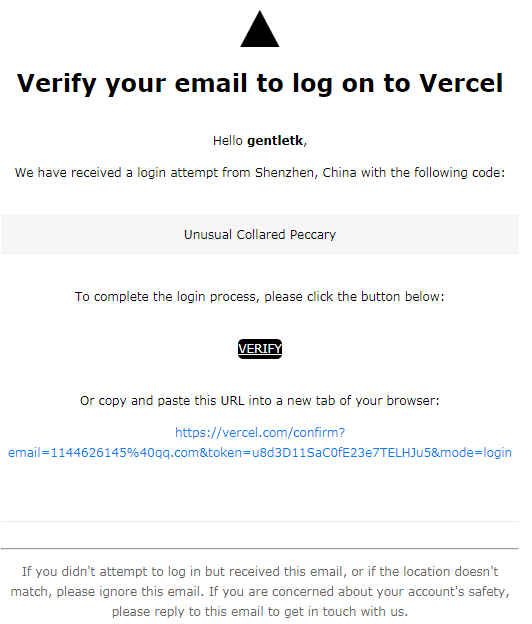 Verify your email to log on to Vercel
Hello gentletk,
We have received a login attempt from Shenzhen, China with the following code:
Unusual Collared Peccary
To complete the login process, please click the button below:
VERIFY
Or copy and paste this URL into a new tab of your browser:
https://vercel.com/confirm?
email=1144626145%40qq.com&token=u8d3D11SaC0fE23e7TELHJu5&mode=login
If you didn't attempt to log in but received this email, or if the location doesn't
match, please ignore this email. If you are concerned about your account's safety,
please reply to this email to get in touch with us.